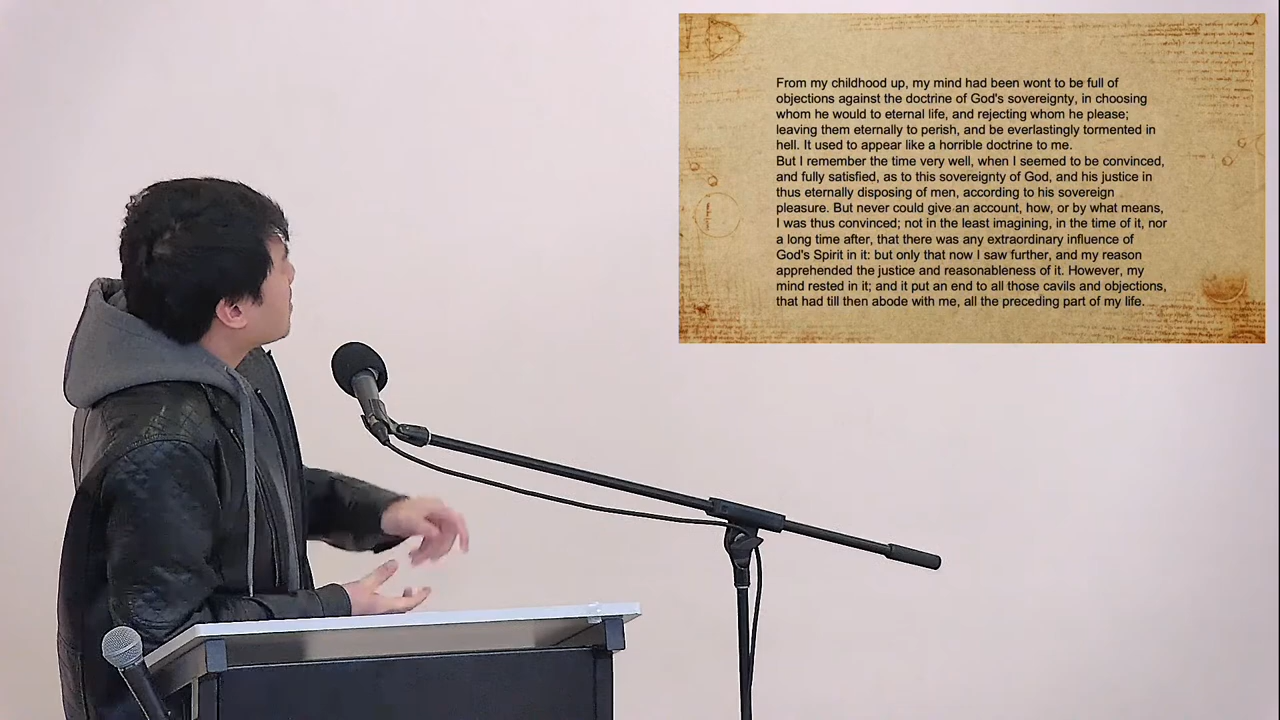 From my childhood up, my mind had been wont to be full of
objections against the doctrine of God's sovereignty, in choosing
whom he would to eternal life, and rejecting whom he please;
leaving them eternally to perish, and be everlastingly tormented in
hell. It used to appear like a horrible doctrine to me.
But I remember the time very well, when I seemed to be convinced,
and fully satisfied, as to this sovereignty of God, and his justice in
thus eternally disposing of men, according to his sovereign
pleasure. But never could give an account, how, or by what means,
I was thus convinced; not in the least imagining, in the time of it, nor
a long time after, that there was any extraordinary influence of
God's Spirit in it: but only that now I saw further, and my reason
apprehended the justice and reasonableness of it. However, my
mind rested in it; and it put an end to all those cavils and objections,
that had till then abode with me, all the preceding part of my life.